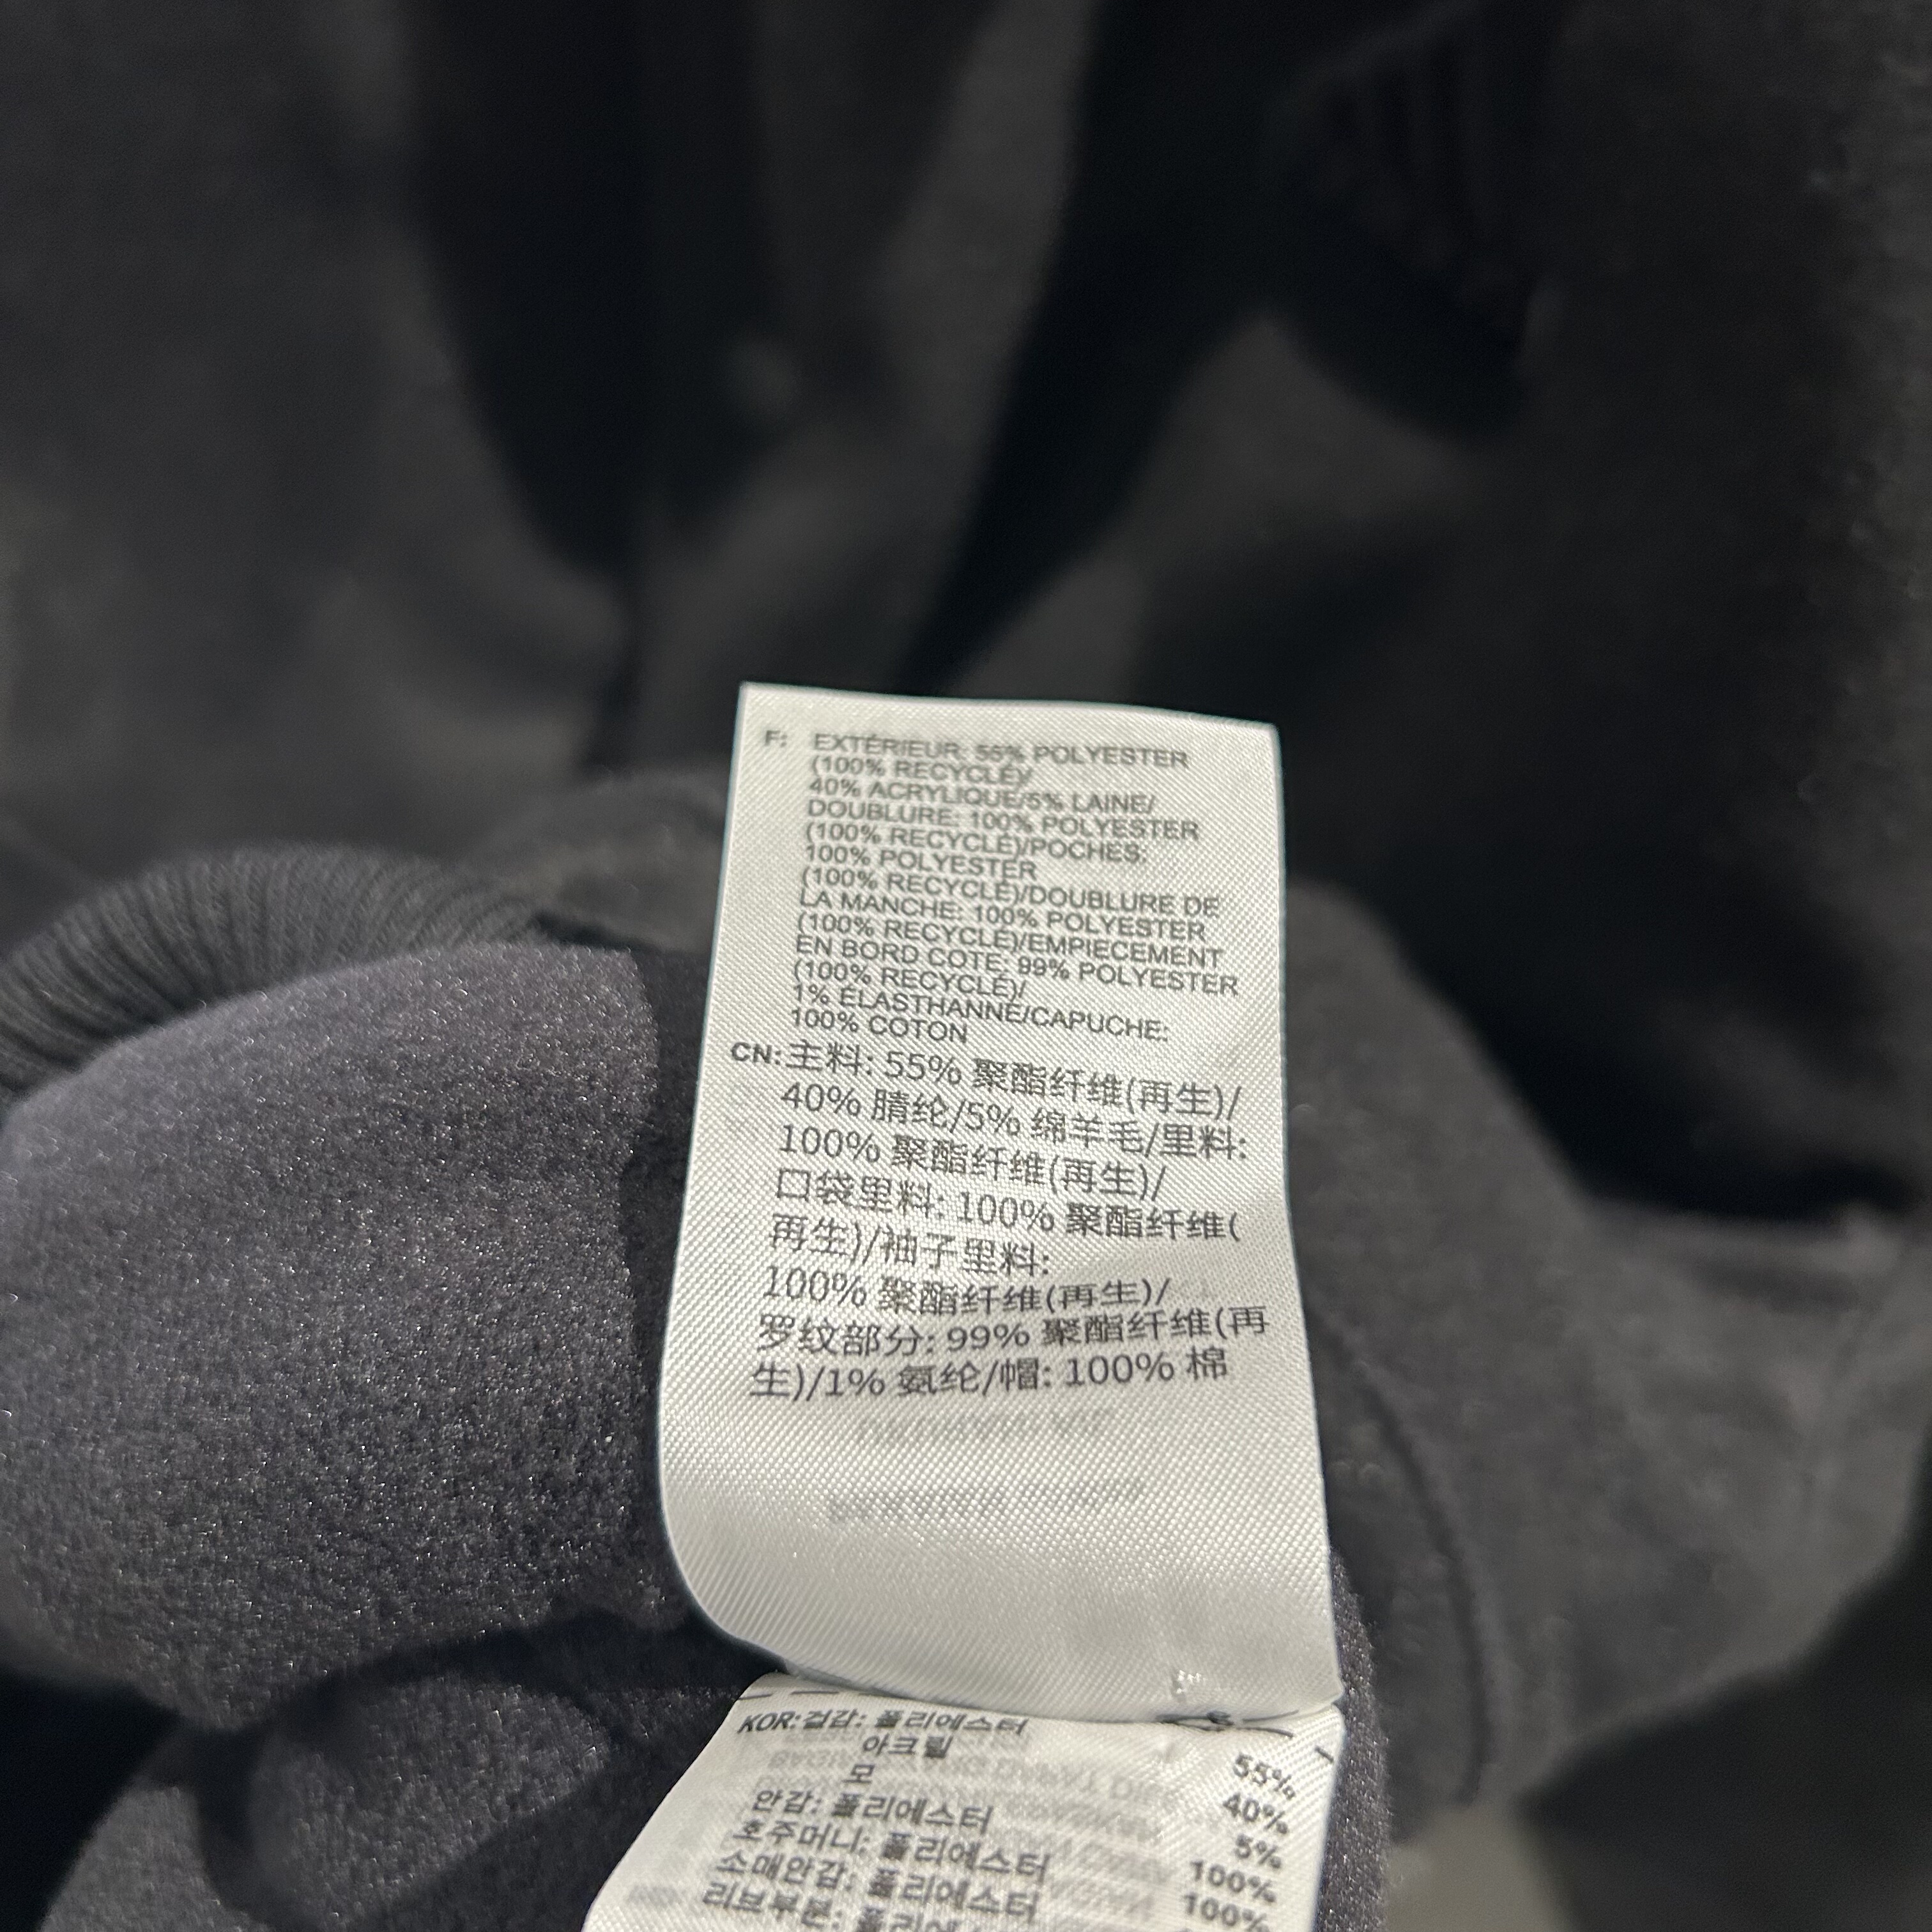 F: EXTÉRIEUR: 55% POLYESTER
(100% RECYCLÉ)/
40% ACRYLIQUE/5% LAINE/
DOUBLURE: 100% POLYESTER
(100% RECYCLÉ)/POCHES:
100% POLYESTER
(100% RECYCLÉ)/DOUBLURE DE
LA MANCHE: 100% POLYESTER
(100% RECYCLÉ)/EMPIECEMENT
EN BORD COTE: 99% POLYESTER
(100% RECYCLÉ)/
1% ÉLASTHANNE/CAPUCHE:
100% COTON
CN: 主料: 55% 聚酯纤维(再生)/
40% 腈纶/5% 绵羊毛/里料:
100% 聚酯纤维(再生)/
口袋里料: 100% 聚酯纤维(
再生)/袖子里料:
100% 聚酯纤维(再生)/
罗纹部分: 99% 聚酯纤维(再
生)/1% 氨纶/帽: 100% 棉
KOR: 겉감: 폴리에스터 55%
아크릴 40%
모 5%
안감: 폴리에스터 100%
호주머니: 폴리에스터 100%
소매안감: 폴리에스터
리브부분: 폴리에스터